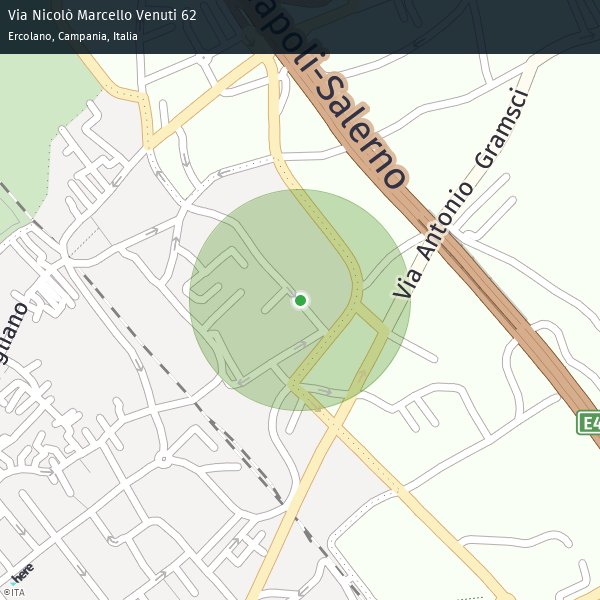 Via Nicolò Marcello Venuti 62
Ercolano, Campania, Italia
apoli-Salerno
Via Antonio Gramsci
gliano
E4
here
©ITA